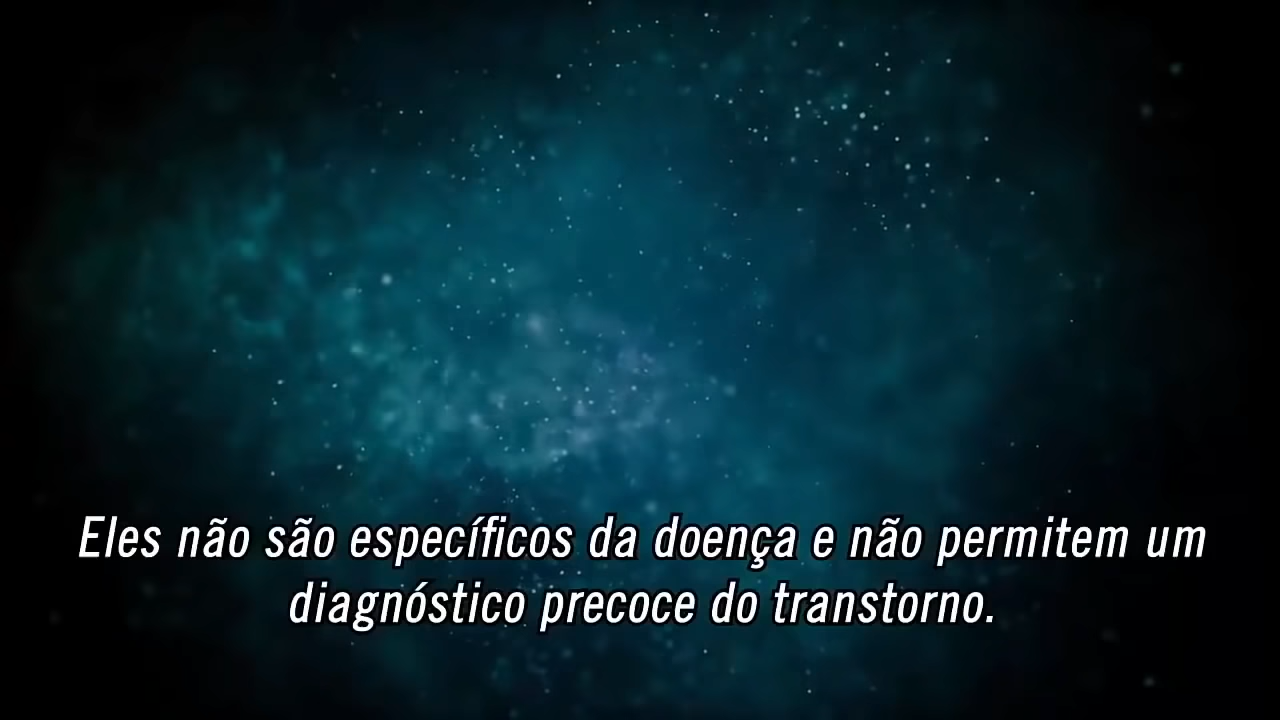 Eles não são específicos da doença e não permitem um
diagnóstico precoce do transtorno.